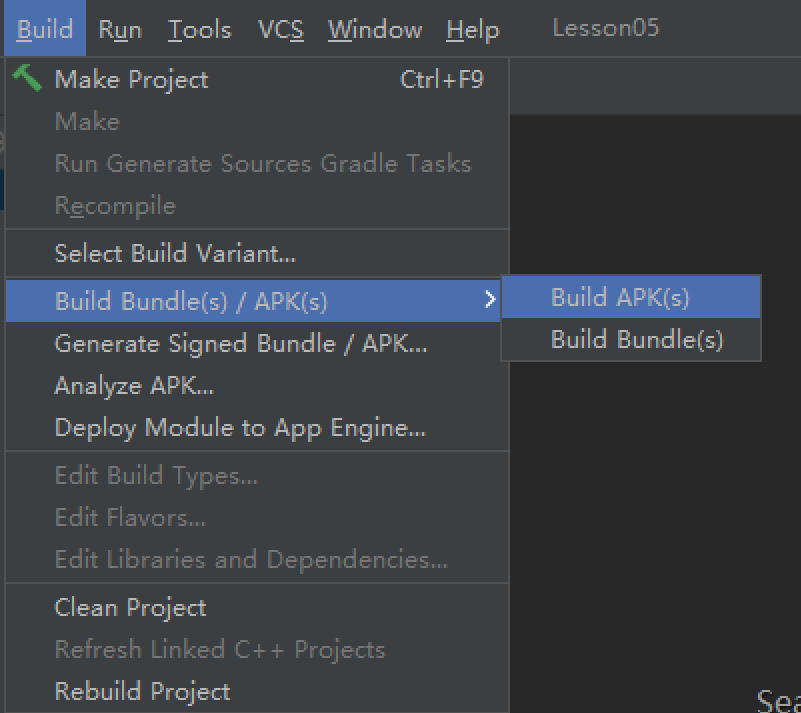 Build Run Tools VCS Window Help Lesson05
Make Project Ctrl+F9
Make
Run Generate Sources Gradle Tasks
Recompile
Select Build Variant...
Build Bundle(s) / APK(s)
Build APK(s)
Build Bundle(s)
Generate Signed Bundle / APK...
Analyze APK...
Deploy Module to App Engine...
Edit Build Types...
Edit Flavors...
Edit Libraries and Dependencies...
Clean Project
Refresh Linked C++ Projects
Rebuild Project